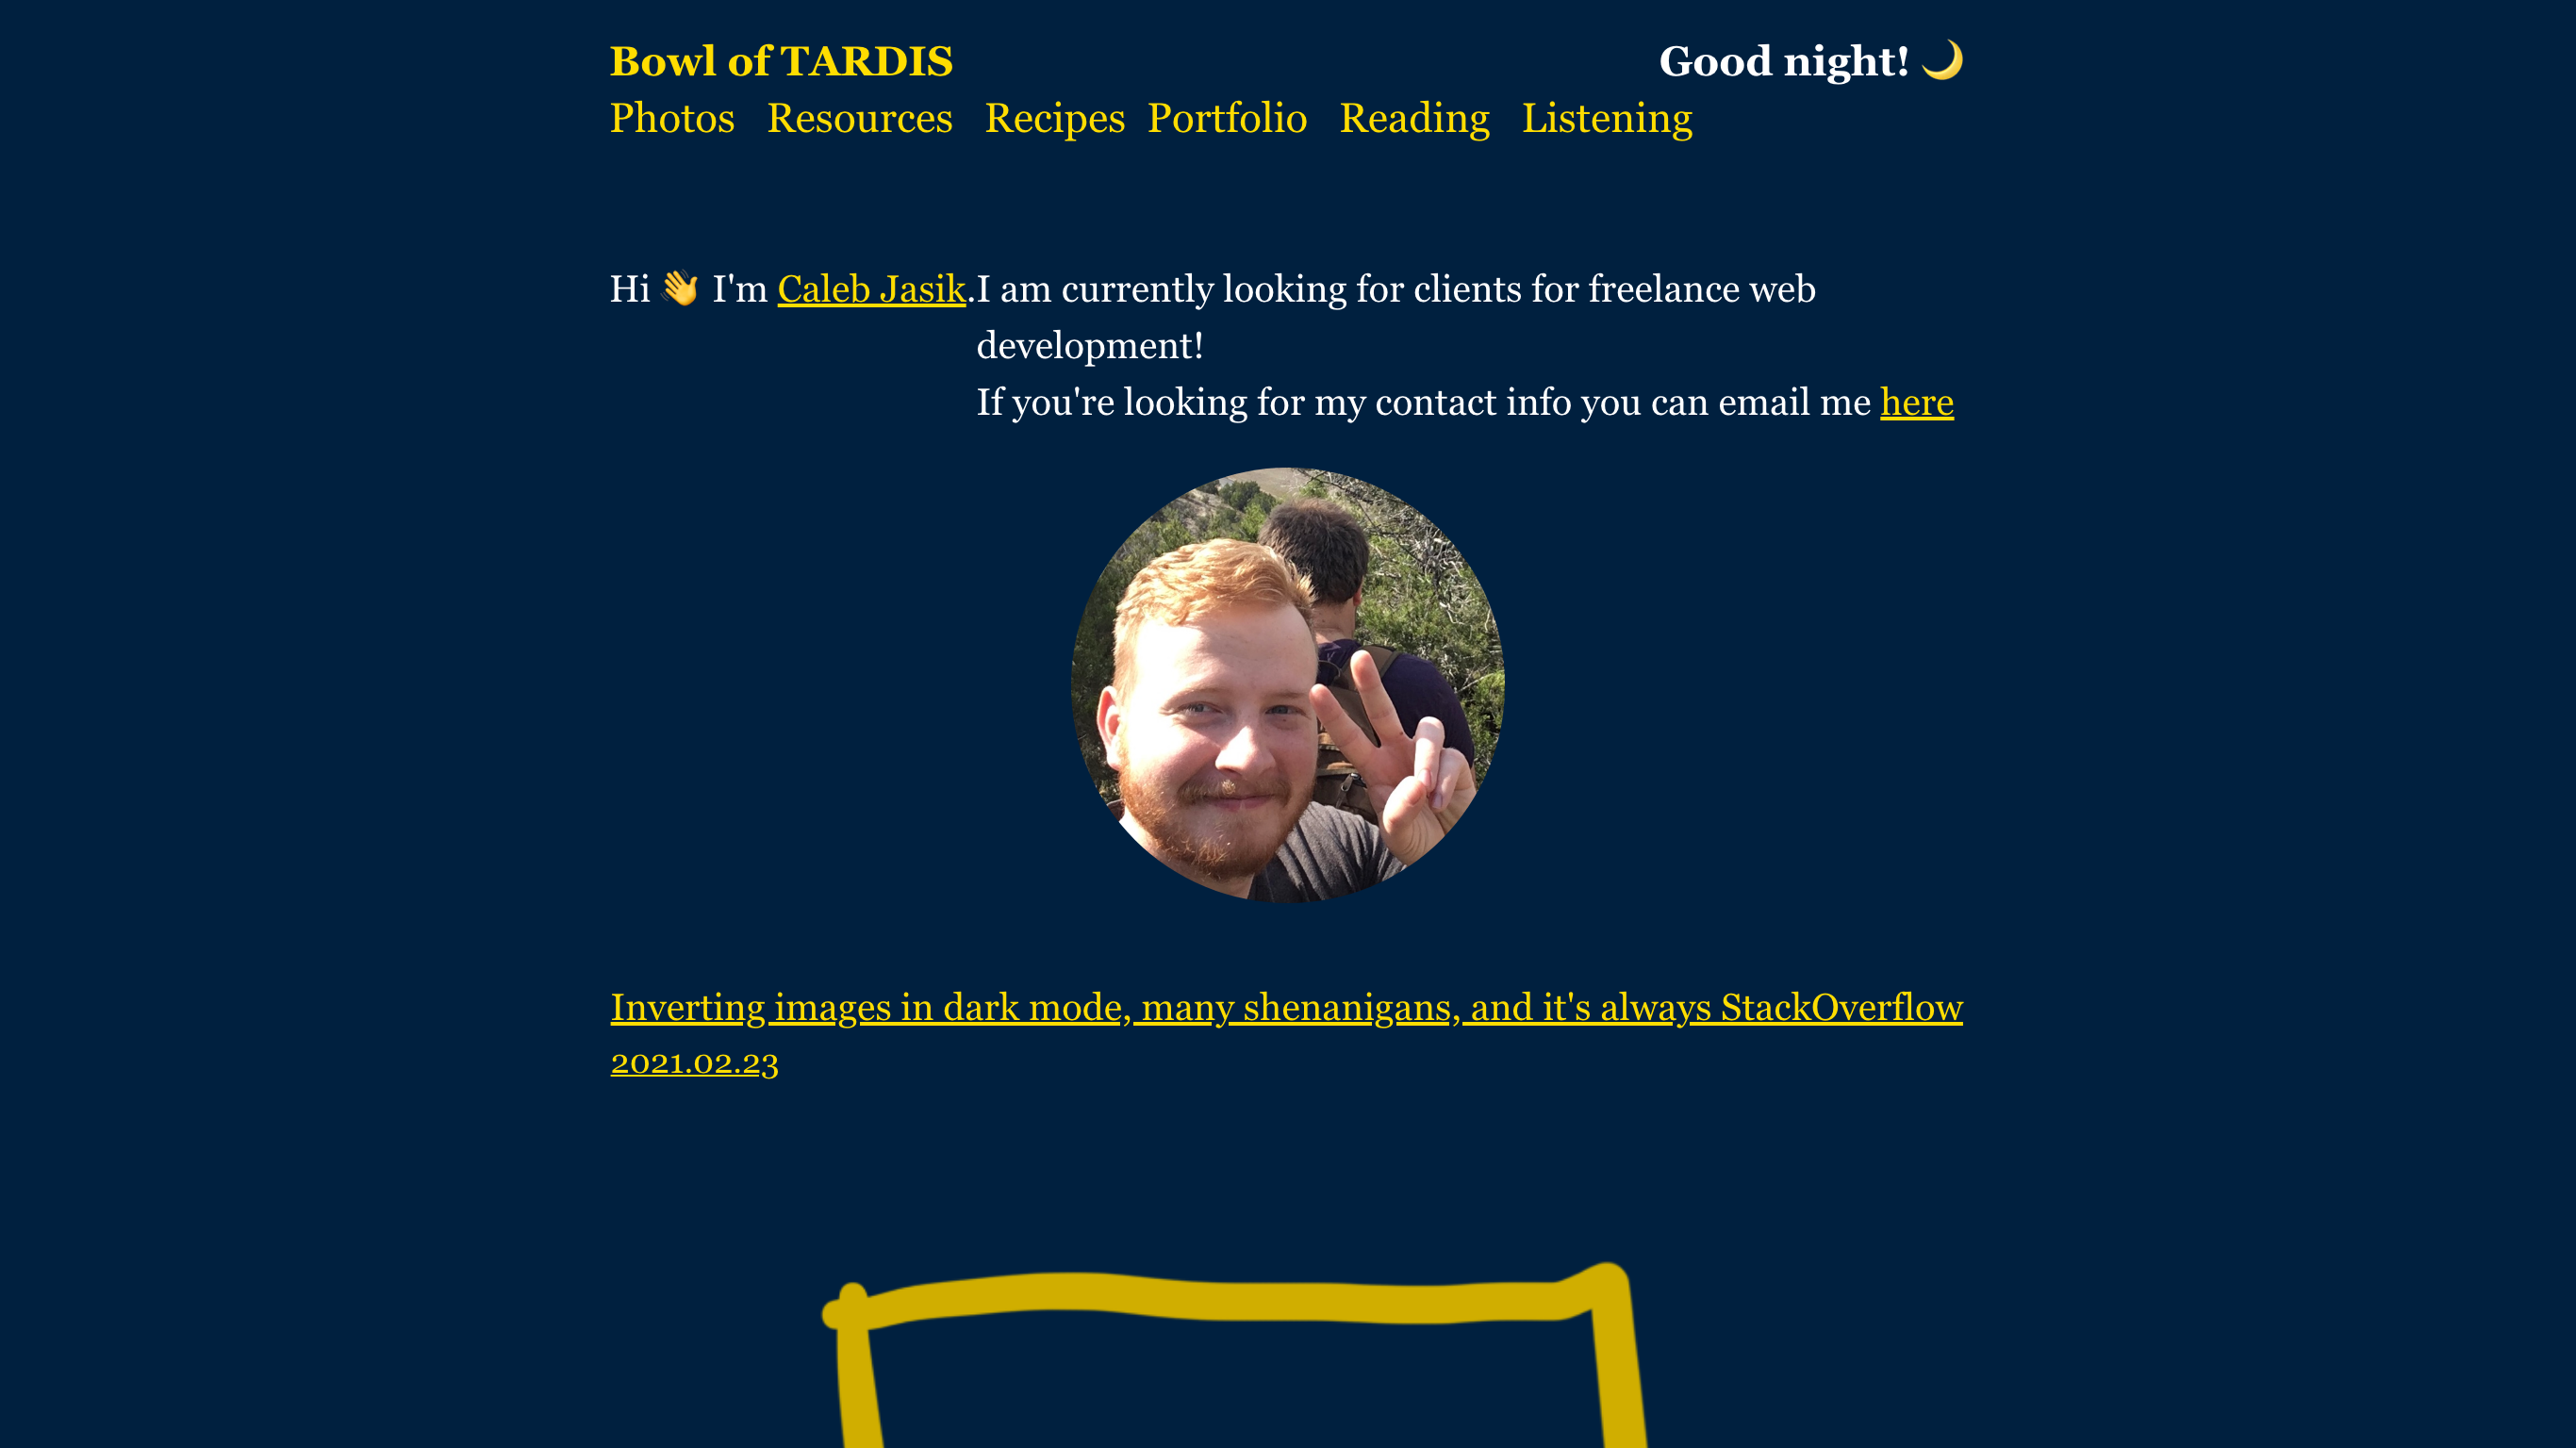 Bowl of TARDIS
Good night! 🌙
Photos Resources Recipes Portfolio Reading Listening
Hi 👋 I'm Caleb Jasik.
I am currently looking for clients for freelance web
development!
If you're looking for my contact info you can email me here
Inverting images in dark mode, many shenanigans, and it's always StackOverflow
2021.02.23